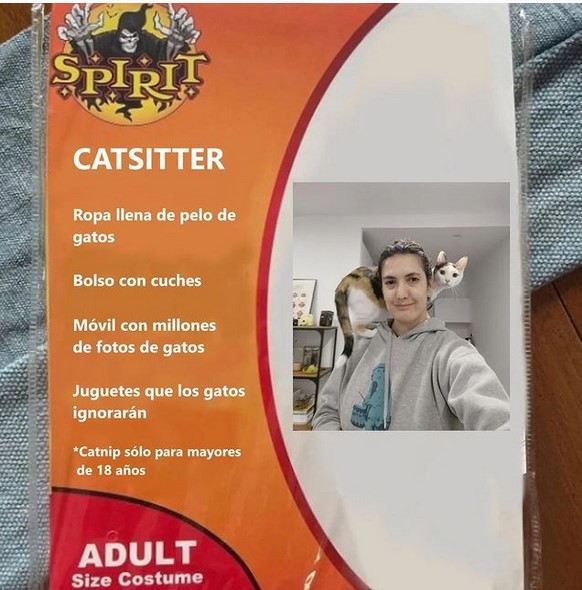 SPIRIT
CATSITTER
Ropa llena de pelo de
gatos
Bolso con cuches
Móvil con millones
de fotos de gatos
Juguetes que los gatos
ignorarán
*Catnip sólo para mayores
de 18 años
ADULT
Size Costume